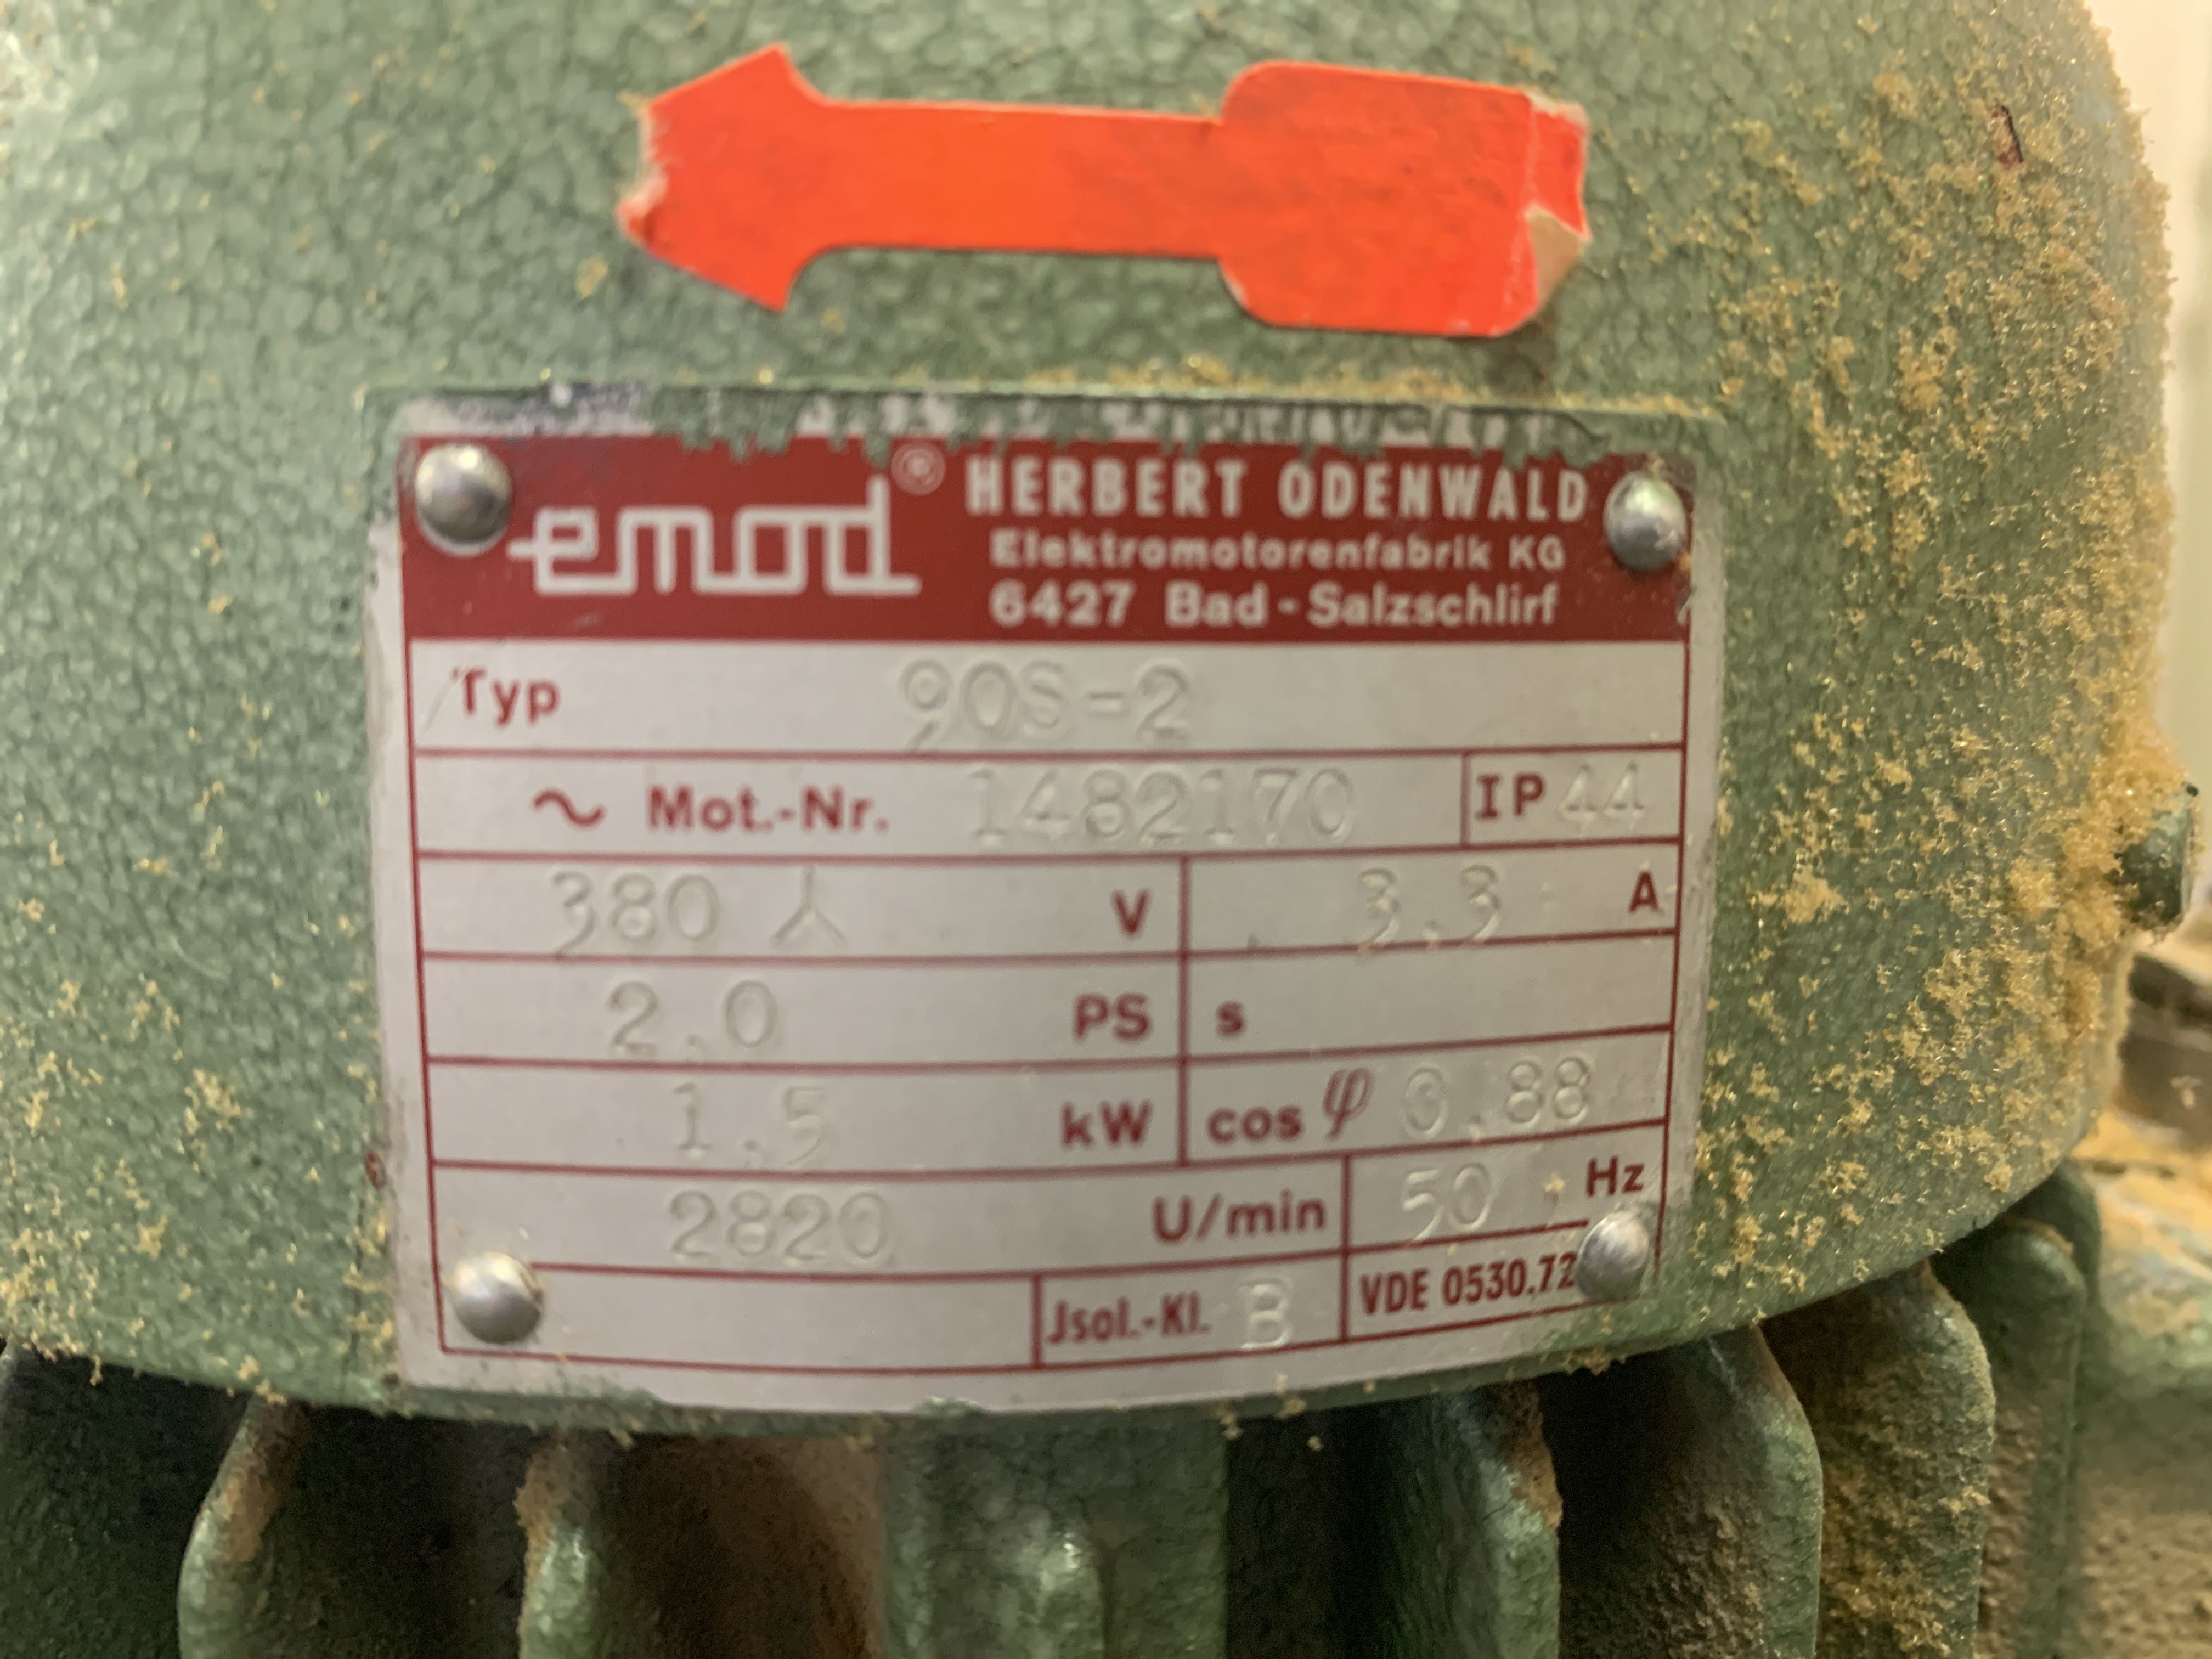 emod® HERBERT ODENWALD
Elektromotorenfabrik KG
6427 Bad-Salzschlirf
Typ 90S-2
~ Mot.-Nr. 1482170 IP 44
380 ⅄ V 3,3 A
2,0 PS s
1,5 kW cos φ 0,88
2820 U/min 50 Hz
Jsol.-Kl. B VDE 0530.72